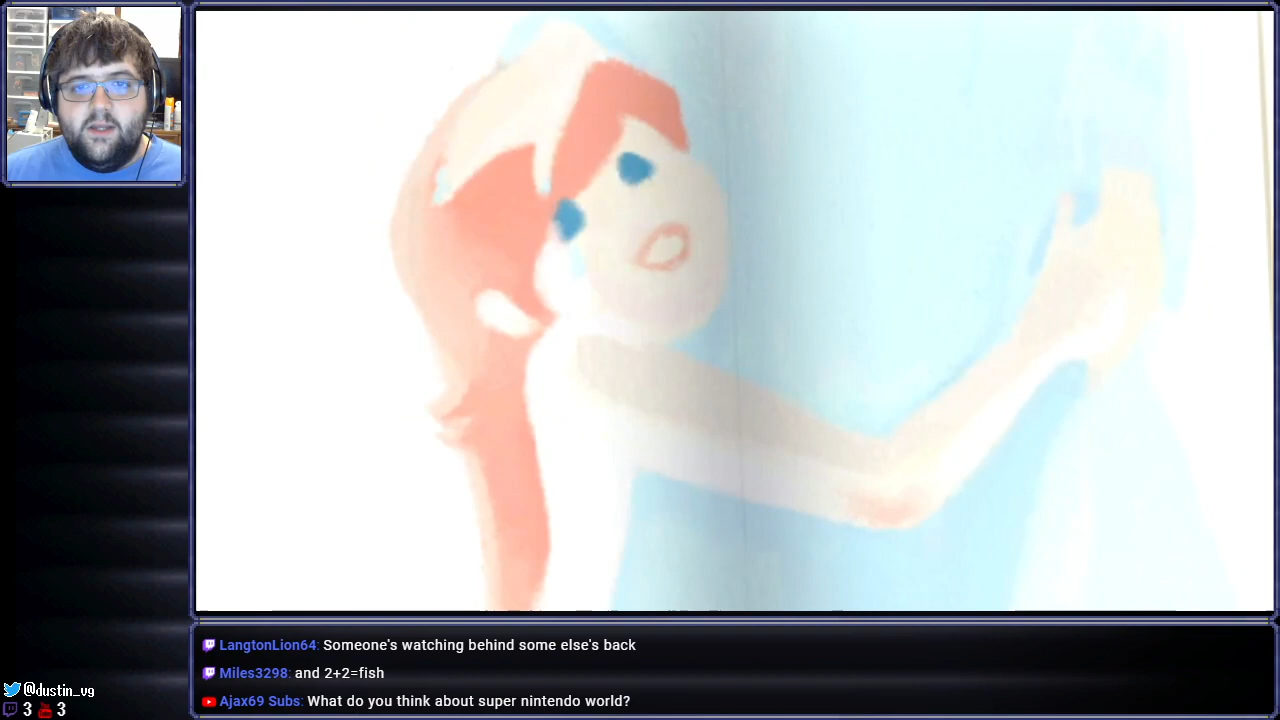 LangtonLion64: Someone's watching behind some else's back
Miles3298: and 2+2=fish
Ajax69 Subs: What do you think about super nintendo world?
@dustin_vg
3 3